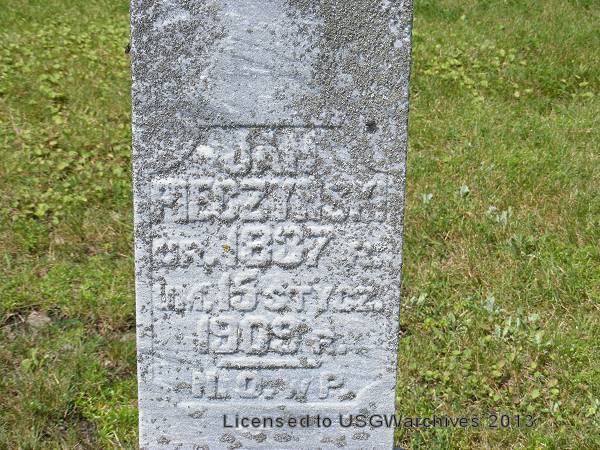 JAN
PIECZYNSKI
UR. 1837 R.
UM. 15 STYCZ.
1909 R.
N. O. W P.
Licensed to USGWarchives 2013